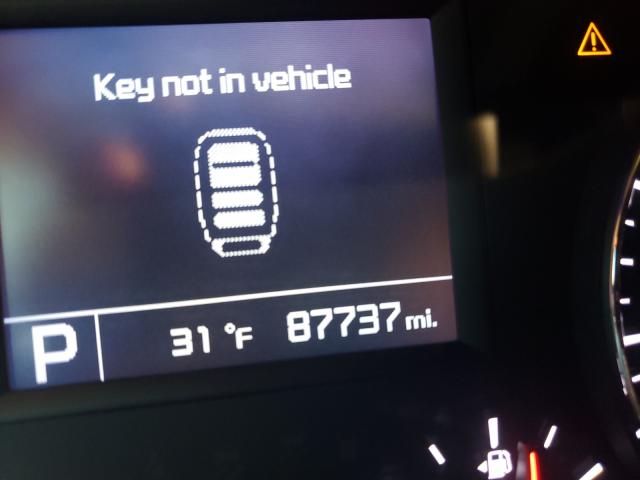 Key not in vehicle
P 31 °F 87737 mi.